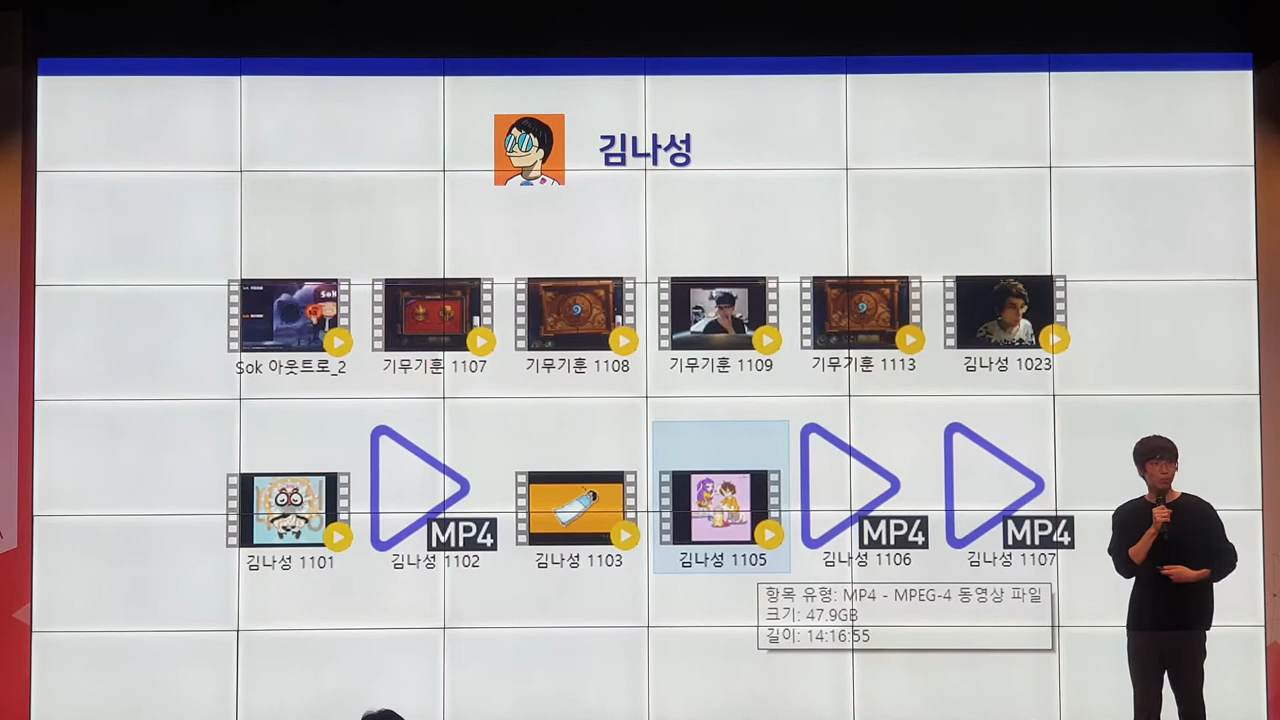 김나성
Sok 아웃트로_2
기무기훈 1107
기무기훈 1108
기무기훈 1109
기무기훈 1113
김나성 1023
MP4
MP4
MP4
김나성 1101
김나성 1102
김나성 1103
김나성 1105
김나성 1106
김나성 1107
항목 유형: MP4 - MPEG-4 동영상 파일
크기: 47.9GB
길이: 14:16:55